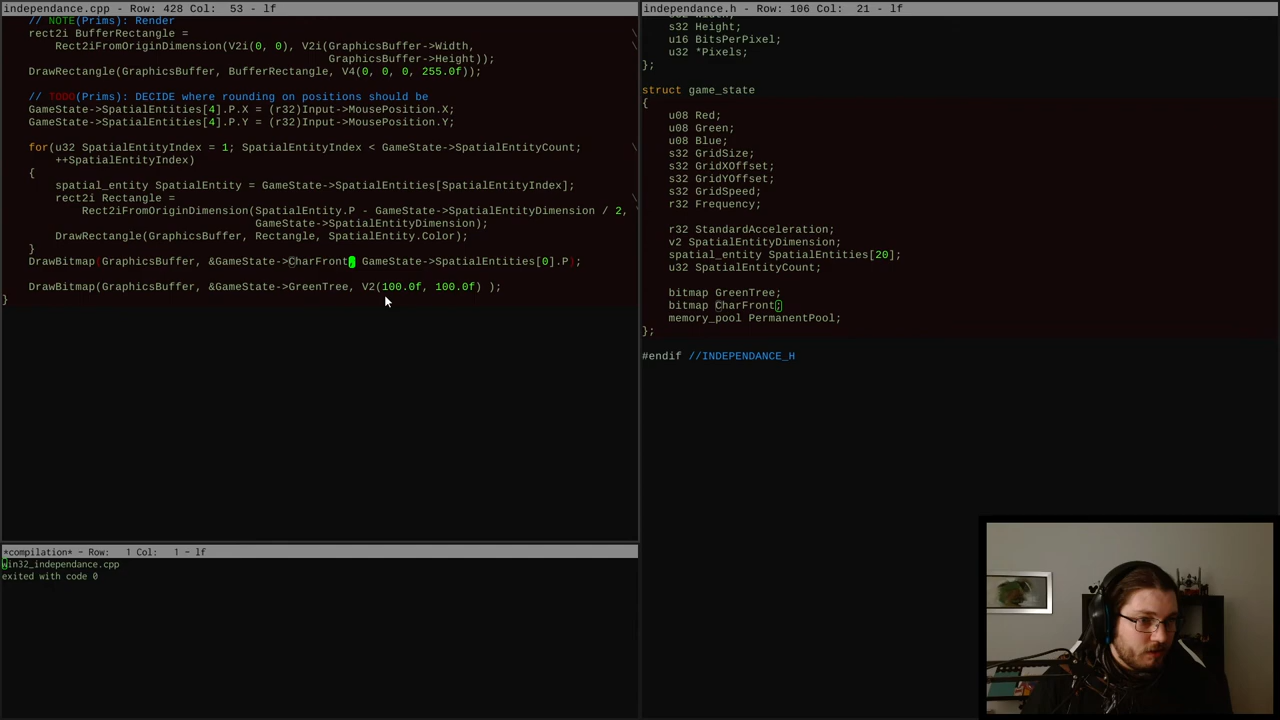 independance.cpp - Row: 428 Col:  53 - lf
// NOTE(Prims): Render
rect2i BufferRectangle =
Rect2iFromOriginDimension(V2i(0, 0), V2i(GraphicsBuffer->Width, \
GraphicsBuffer->Height));
DrawRectangle(GraphicsBuffer, BufferRectangle, V4(0, 0, 0, 255.0f));
// TODO(Prims): DECIDE where rounding on positions should be
GameState->SpatialEntities[4].P.X = (r32)Input->MousePosition.X;
GameState->SpatialEntities[4].P.Y = (r32)Input->MousePosition.Y;
for(u32 SpatialEntityIndex = 1; SpatialEntityIndex < GameState->SpatialEntityCount; \
++SpatialEntityIndex)
{
spatial_entity SpatialEntity = GameState->SpatialEntities[SpatialEntityIndex];
rect2i Rectangle =
Rect2iFromOriginDimension(SpatialEntity.P - GameState->SpatialEntityDimension / 2, \
GameState->SpatialEntityDimension);
DrawRectangle(GraphicsBuffer, Rectangle, SpatialEntity.Color);
}
DrawBitmap(GraphicsBuffer, &GameState->CharFront, GameState->SpatialEntities[0].P);
DrawBitmap(GraphicsBuffer, &GameState->GreenTree, V2(100.0f, 100.0f) );
}
*compilation* - Row:   1 Col:   1 - lf
win32_independance.cpp
exited with code 0
independance.h - Row: 106 Col:  21 - lf
s32 Width;
s32 Height;
u16 BitsPerPixel;
u32 *Pixels;
};
struct game_state
{
u08 Red;
u08 Green;
u08 Blue;
s32 GridSize;
s32 GridXOffset;
s32 GridYOffset;
s32 GridSpeed;
r32 Frequency;
r32 StandardAcceleration;
v2 SpatialEntityDimension;
spatial_entity SpatialEntities[20];
u32 SpatialEntityCount;
bitmap GreenTree;
bitmap CharFront;
memory_pool PermanentPool;
};
#endif //INDEPENDANCE_H